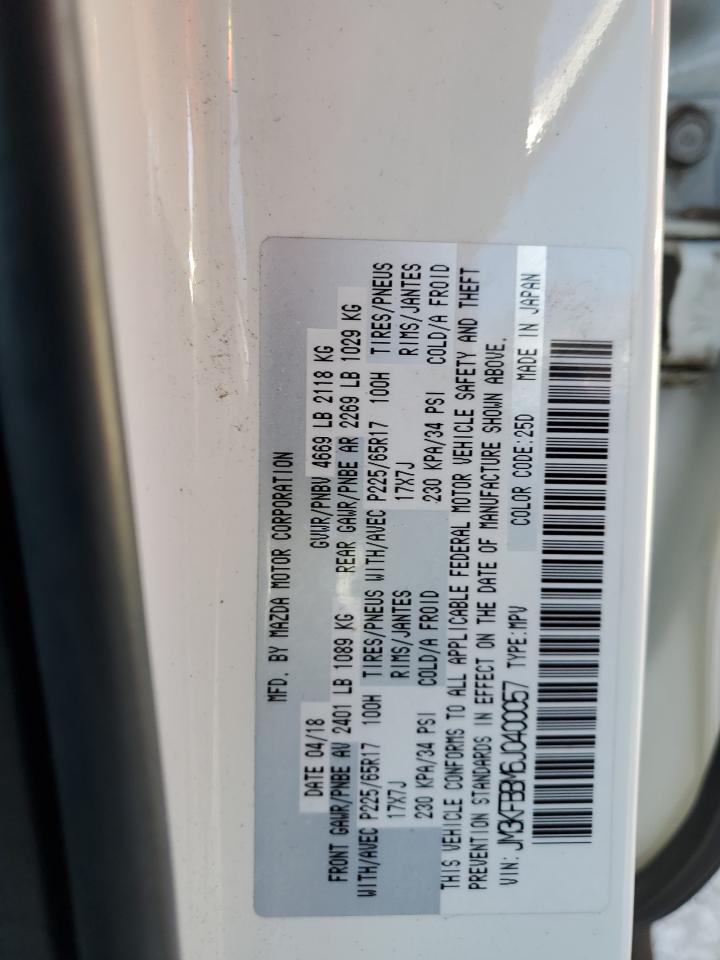 MFD. BY MAZDA MOTOR CORPORATION
DATE 04/18 GVWR/PNBV 4669 LB 2118 KG
FRONT GAWR/PNBE AV 2401 LB 1089 KG REAR GAWR/PNBE AR 2269 LB 1029 KG
WITH/AVEC P225/65R17 100H TIRES/PNEUS WITH/AVEC P225/65R17 100H TIRES/PNEUS
17X7J RIMS/JANTES 17X7J RIMS/JANTES
230 KPA/34 PSI COLD/A FROID 230 KPA/34 PSI COLD/A FROID
THIS VEHICLE CONFORMS TO ALL APPLICABLE FEDERAL MOTOR VEHICLE SAFETY AND THEFT
PREVENTION STANDARDS IN EFFECT ON THE DATE OF MANUFACTURE SHOWN ABOVE.
VIN: JM3KFBBM6J0400057 TYPE:MPV COLOR CODE:25D MADE IN JAPAN